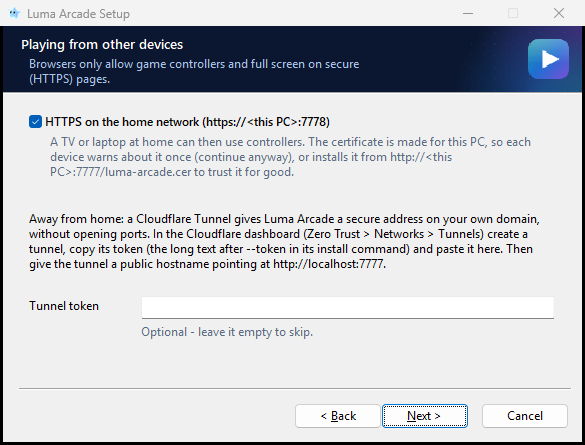 Luma Arcade Setup
Playing from other devices
Browsers only allow game controllers and full screen on secure
(HTTPS) pages.
HTTPS on the home network (https://<this PC>:7778)
A TV or laptop at home can then use controllers. The certificate is made for this PC, so each
device warns about it once (continue anyway), or installs it from http://<this
PC>:7777/luma-arcade.cer to trust it for good.
Away from home: a Cloudflare Tunnel gives Luma Arcade a secure address on your own domain,
without opening ports. In the Cloudflare dashboard (Zero Trust > Networks > Tunnels) create a
tunnel, copy its token (the long text after --token in its install command) and paste it here. Then
give the tunnel a public hostname pointing at http://localhost:7777.
Tunnel token
Optional - leave it empty to skip.
< Back
Next >
Cancel